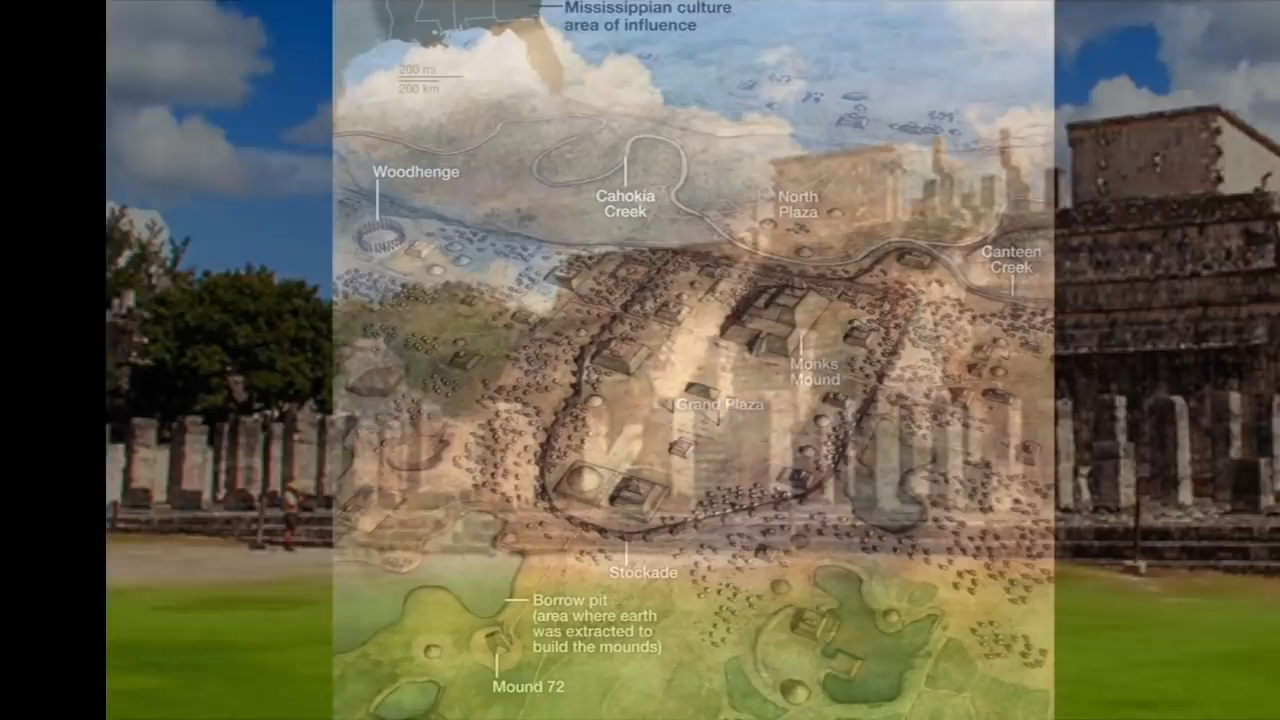 Mississippian culture
area of influence
200 mi
200 km
Woodhenge
Cahokia
Creek
North
Plaza
Canteen
Creek
Monks
Mound
Grand Plaza
Stockade
Borrow pit
(area where earth
was extracted to
build the mounds)
Mound 72